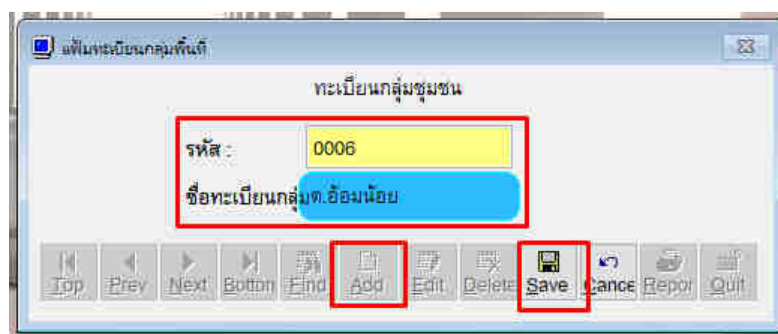 แฟ้มทะเบียนกลุ่มพื้นที่
ทะเบียนกลุ่มชุมชน
รหัส : 0006
ชื่อทะเบียนกลุ่ม ต.อ้อมน้อย
Top Prev Next Botton Find Add Edit Delete Save Cance Repor Quit